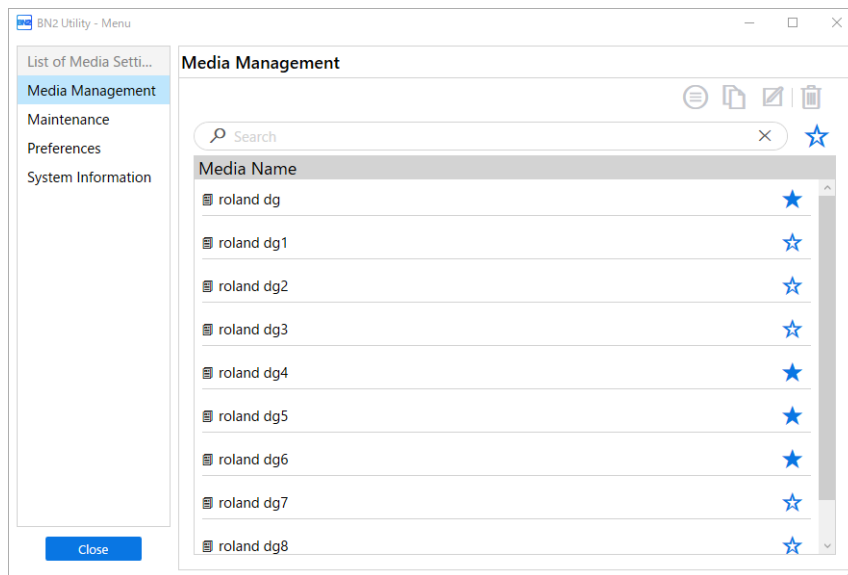 BN2 Utility - Menu
List of Media Setti...
Media Management
Maintenance
Preferences
System Information
Close
Media Management
Search
Media Name
roland dg
roland dg1
roland dg2
roland dg3
roland dg4
roland dg5
roland dg6
roland dg7
roland dg8